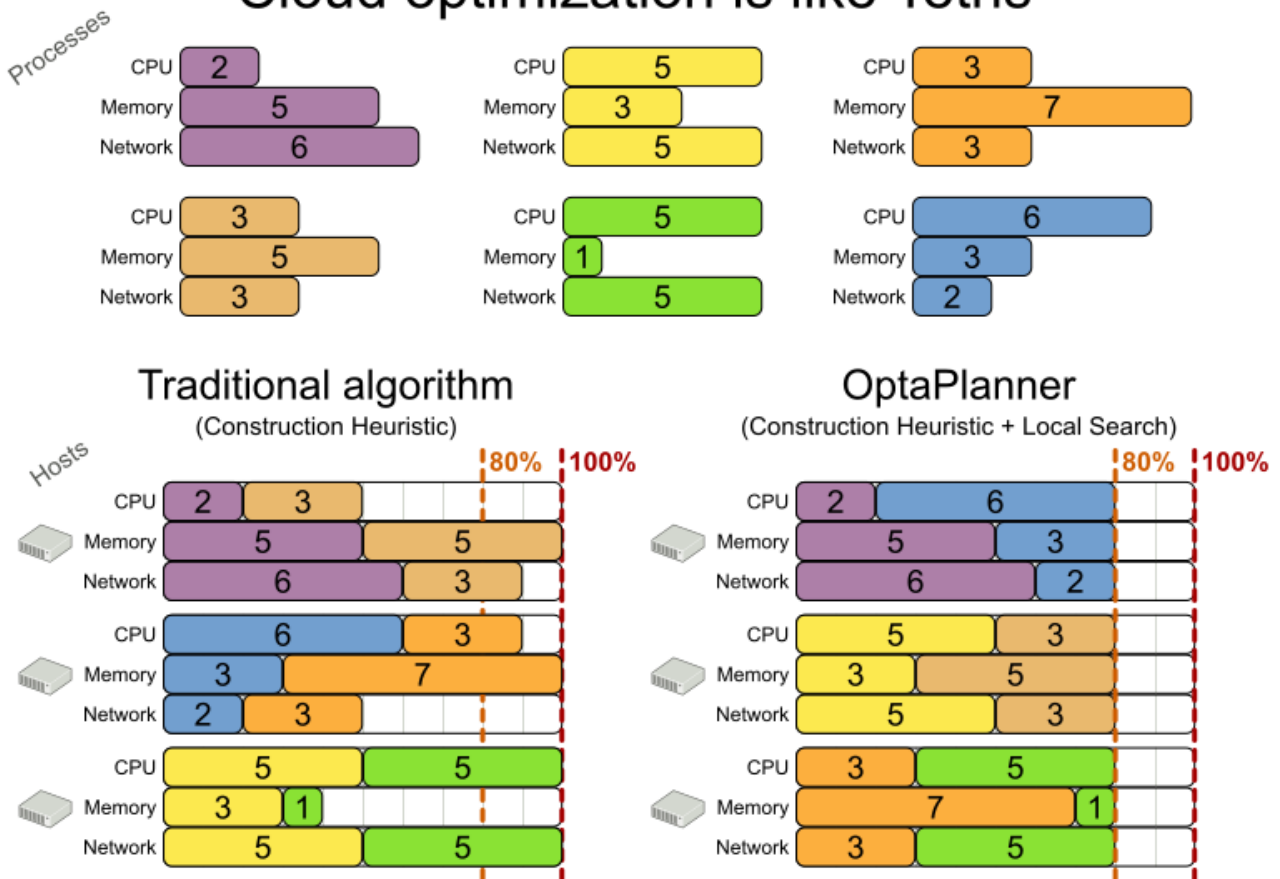 Cloud optimization is like Tetris
Processes
CPU 2
Memory 5
Network 6
CPU 5
Memory 3
Network 5
CPU 3
Memory 7
Network 3
CPU 3
Memory 5
Network 3
CPU 5
Memory 1
Network 5
CPU 6
Memory 3
Network 2
Traditional algorithm
(Construction Heuristic)
Hosts
80% 100%
CPU 2 3
Memory 5 5
Network 6 3
CPU 6 3
Memory 3 7
Network 2 3
CPU 5 5
Memory 3 1
Network 5 5
OptaPlanner
(Construction Heuristic + Local Search)
80% 100%
CPU 2 6
Memory 5 3
Network 6 2
CPU 5 3
Memory 3 5
Network 5 3
CPU 3 5
Memory 7 1
Network 3 5